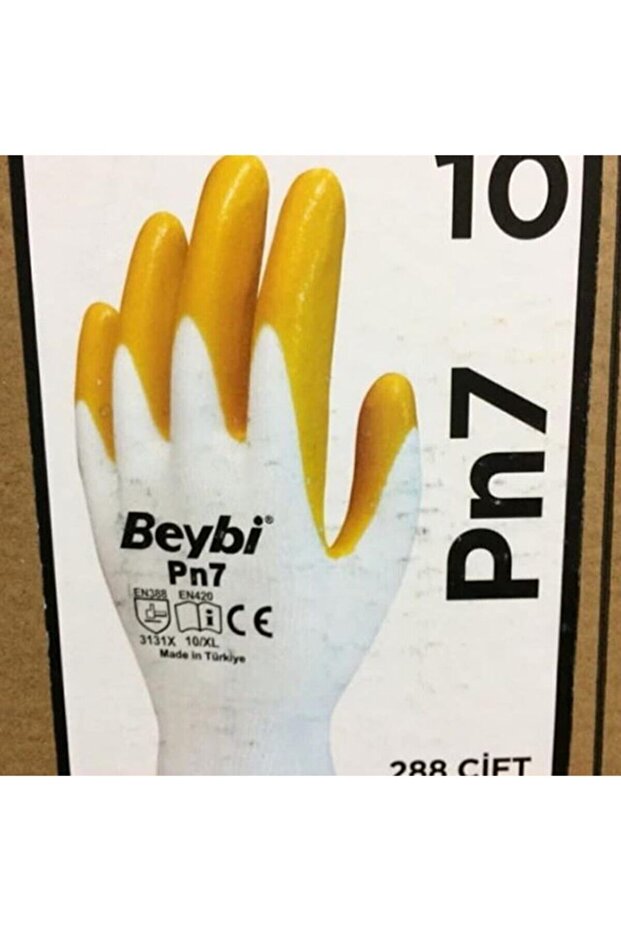 10
Pn7
Beybi®
Pn7
EN388 EN420
i CE
3131X 10/XL
Made in Türkiye
288 ÇİFT